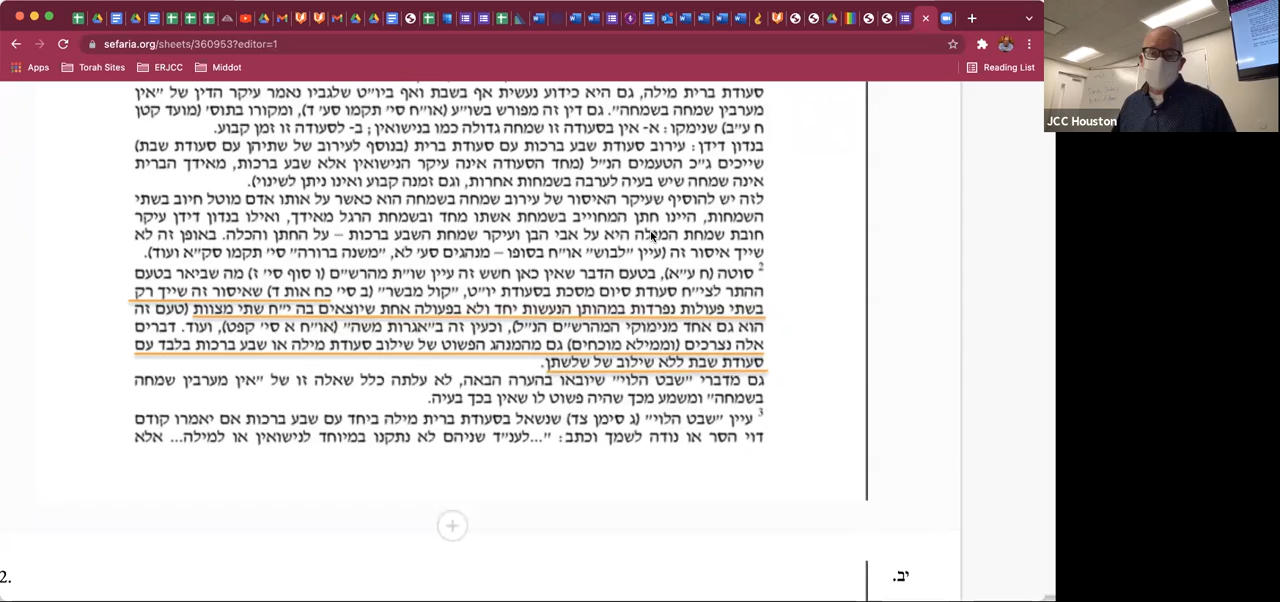 sefaria.org/sheets/360953?editor=1
Apps Torah Sites ERJCC Middot Reading List
JCC Houston
סעודת ברית מילה, גם היא כידוע נעשית אף בשבת ואף ביו״ט שלגביו נאמר עיקר הדין של ״אין
מערבין שמחה בשמחה״. גם דין זה מפורש בשו״ע (או״ח סי׳ תקמו סעי׳ ד), ומקורו בתוס׳ (מועד קטן
ח ע״ב) שנימקו: א- אין בסעודה זו שמחה גדולה כמו בנישואין; ב- לסעודה זו זמן קבוע.
בנדון דידן: עירוב סעודת שבע ברכות עם סעודת ברית (בנוסף לעירוב של שתיהן עם סעודת שבת)
שייכים ג״כ הטעמים הנ״ל (מחד הסעודה אינה עיקר הנישואין אלא שבע ברכות, מאידך הברית
אינה שמחה שיש בעיה לערבה בשמחות אחרות, וגם זמנה קבוע ואינו ניתן לשינוי).
לזה יש להוסיף שעיקר האיסור של עירוב שמחה בשמחה הוא כאשר על אותו אדם מוטל חיוב בשתי
השמחות, היינו חתן המחוייב בשמחת אשתו מחד ובשמחת הרגל מאידך, ואילו בנדון דידן עיקר
חובת שמחת המילה היא על אבי הבן ועיקר שמחת השבע ברכות – על החתן והכלה. באופן זה לא
שייך איסור זה (עיין ״לבוש״ או״ח בסופו – מנהגים סעי׳ לא, ״משנה ברורה״ סי׳ תקמו סק״א ועוד).
2 סוטה (ח ע״א), בטעם הדבר שאין כאן חשש זה עיין שו״ת מהרש״ם (ו סוף סי׳ ז) מה שביאר בטעם
ההתר לצי״ח סעודת סיום מסכת בסעודת יו״ט, ״קול מבשר״ (ב סי׳ כח אות ד) שאיסור זה שייך רק
בשתי פעולות נפרדות במהותן הנעשות יחד ולא בפעולה אחת שיוצאים בה י״ח שתי מצוות (טעם זה
הוא גם אחד מנימוקי המהרש״ם הנ״ל), וכעין זה ב״אגרות משה״ (או״ח א סי׳ קפט), ועוד. דברים
אלה נצרכים (וממילא מוכחים) גם מהמנהג הפשוט של שילוב סעודת מילה או שבע ברכות בלבד עם
סעודת שבת ללא שילוב של שלשתן.
גם מדברי ״שבט הלוי״ שיובאו בהערה הבאה, לא עלתה כלל שאלה זו של ״אין מערבין שמחה
בשמחה״ ומשמע מכך שהיה פשוט לו שאין בכך בעיה.
3 עיין ״שבט הלוי״ (ג סימן צד) שנשאל בסעודת ברית מילה ביחד עם שבע ברכות אם יאמרו קודם
דוי הסר או נודה לשמך וכתב: ״...לענ״ד שניהם לא נתקנו במיוחד לנישואין או למילה... אלא
2. יב.